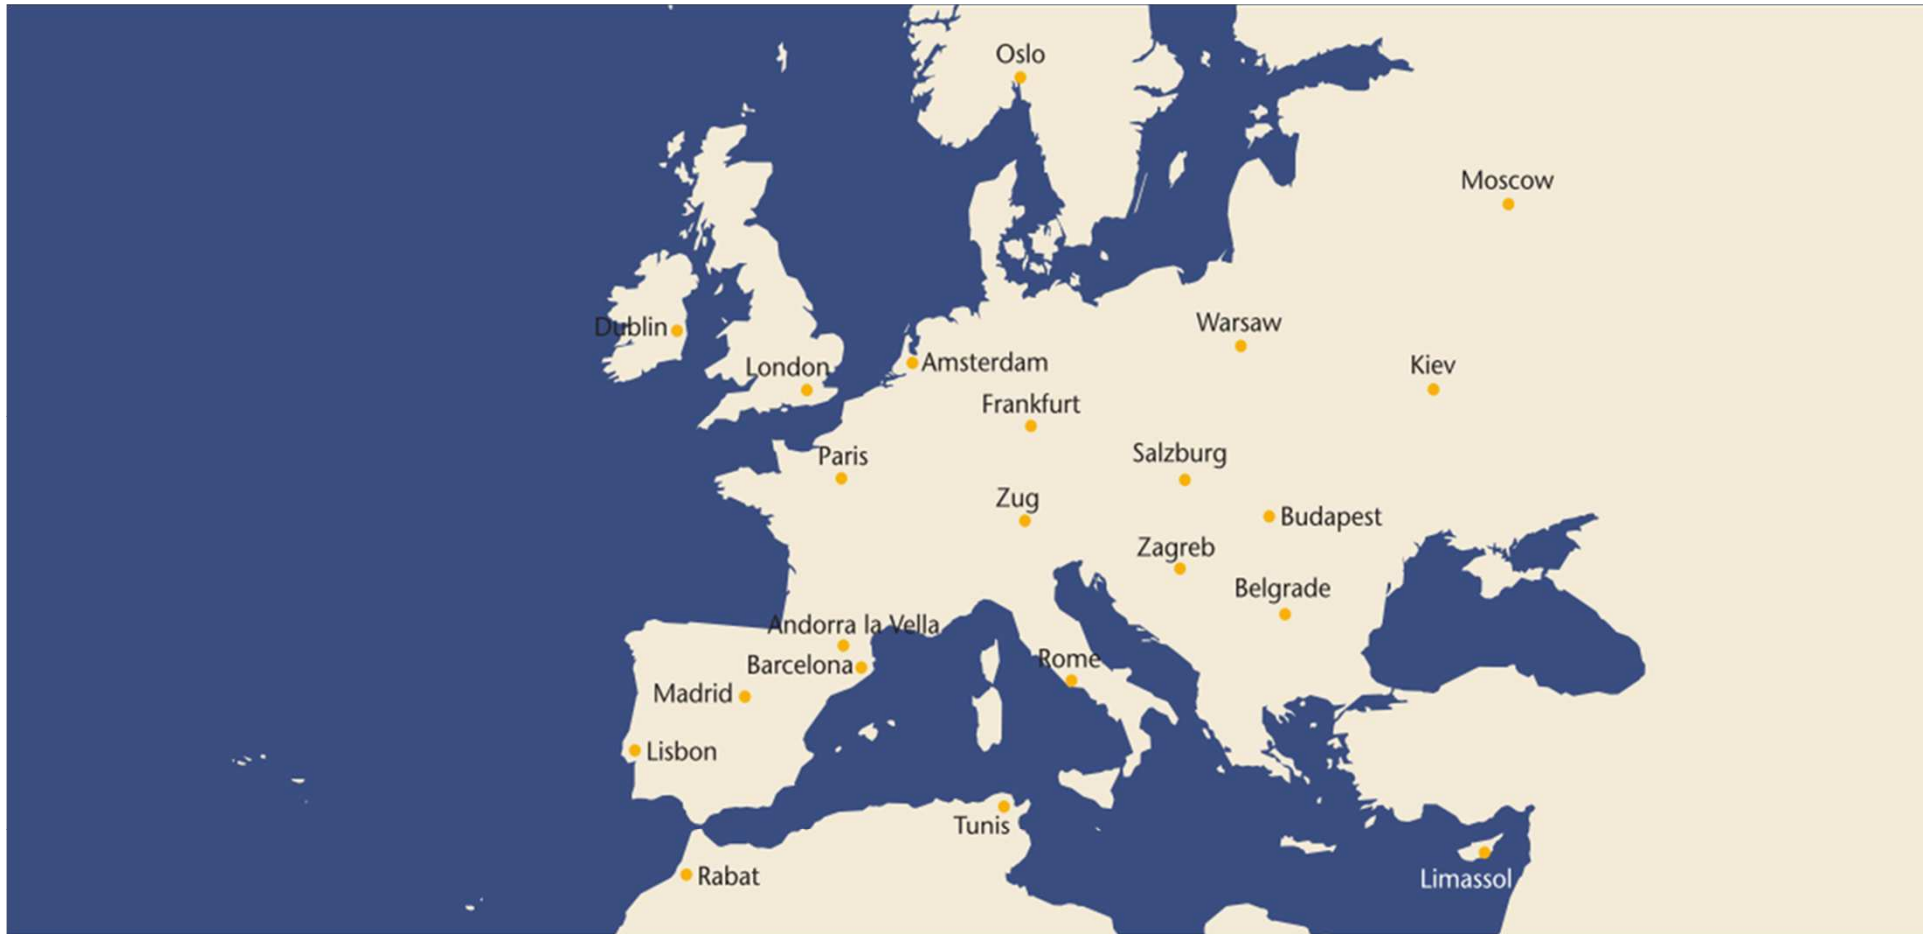 Oslo
Moscow
Warsaw
Dublin
Amsterdam
London
Kiev
Frankfurt
Salzburg
Paris
Zug
Budapest
Zagreb
Belgrade
Andorra la Vella
Rome
Barcelona
Madrid
Lisbon
Tunis
Rabat
Limassol